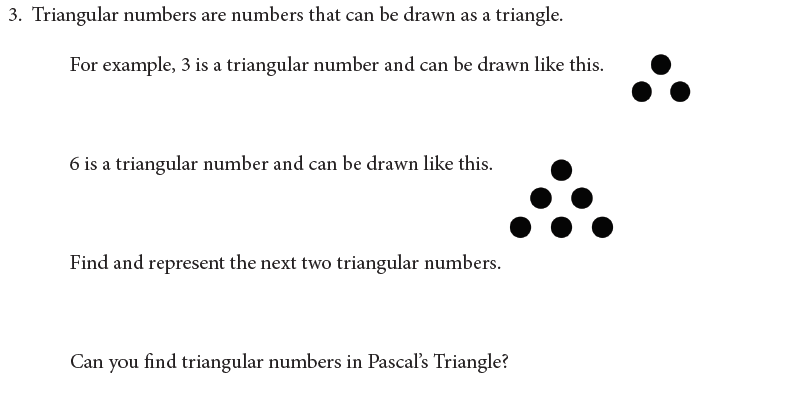 3. Triangular numbers are numbers that can be drawn as a triangle.
For example, 3 is a triangular number and can be drawn like this.
6 is a triangular number and can be drawn like this.
Find and represent the next two triangular numbers.
Can you find triangular numbers in Pascal’s Triangle?